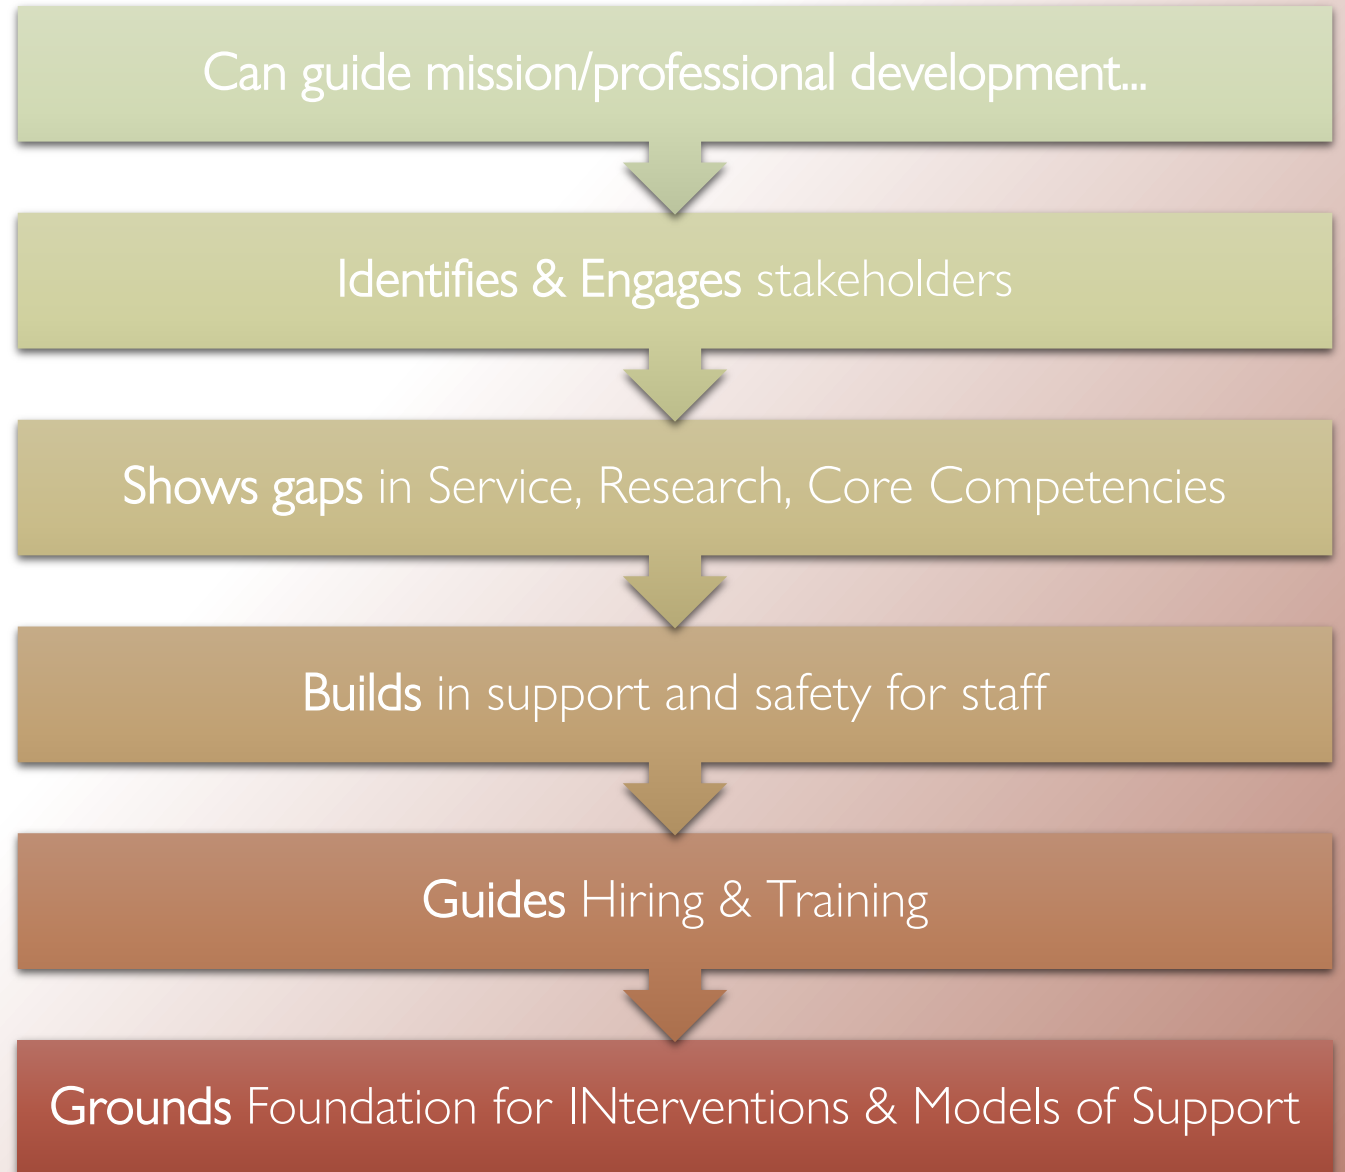 Can guide mission/professional development...
Identifies & Engages stakeholders
Shows gaps in Service, Research, Core Competencies
Builds in support and safety for staff
Guides Hiring & Training
Grounds Foundation for INterventions & Models of Support